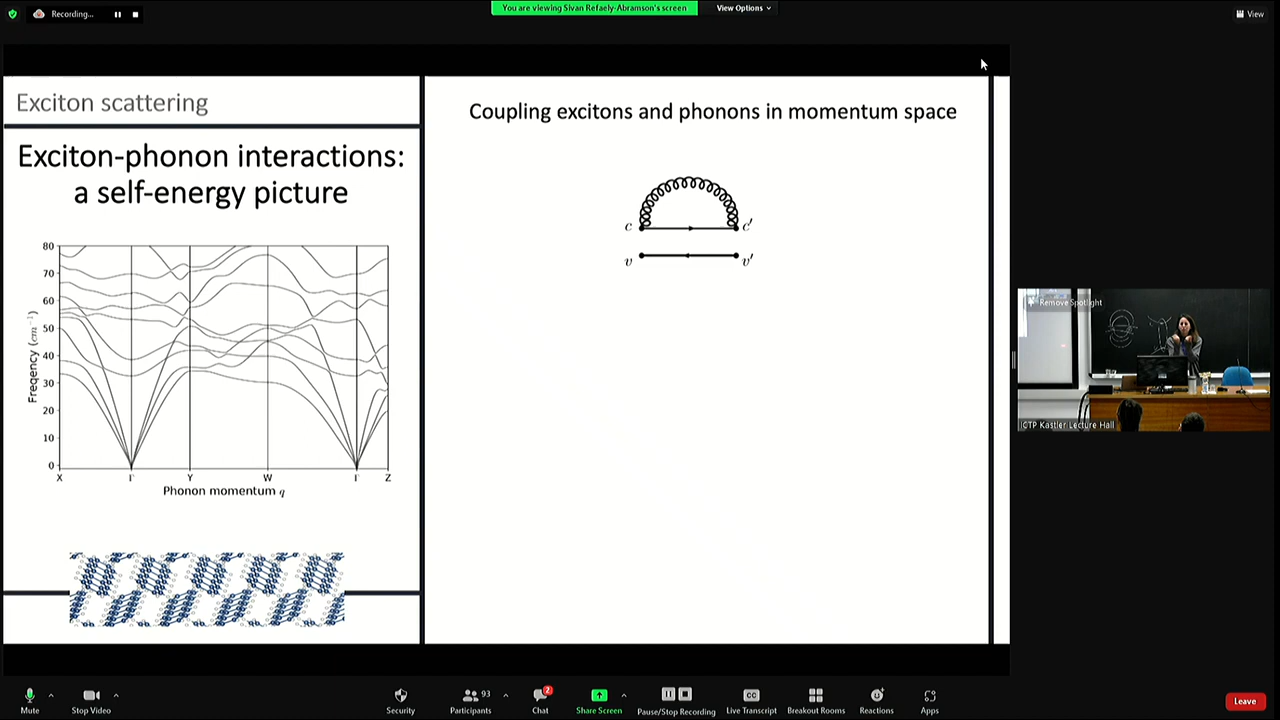 Recording...
You are viewing Sivan Refaely-Abramson's screen
View Options
View
Exciton scattering
Exciton-phonon interactions:
a self-energy picture
80
70
60
50
40
30
20
10
0
Freqency (cm⁻¹)
X Γ Y W Γ Z
Phonon momentum q
Coupling excitons and phonons in momentum space
c c′
v v′
Remove Spotlight
ICTP Kastler Lecture Hall
Mute
Stop Video
Security
93
Participants
2
Chat
Share Screen
Pause/Stop Recording
CC
Live Transcript
Breakout Rooms
Reactions
Apps
Leave